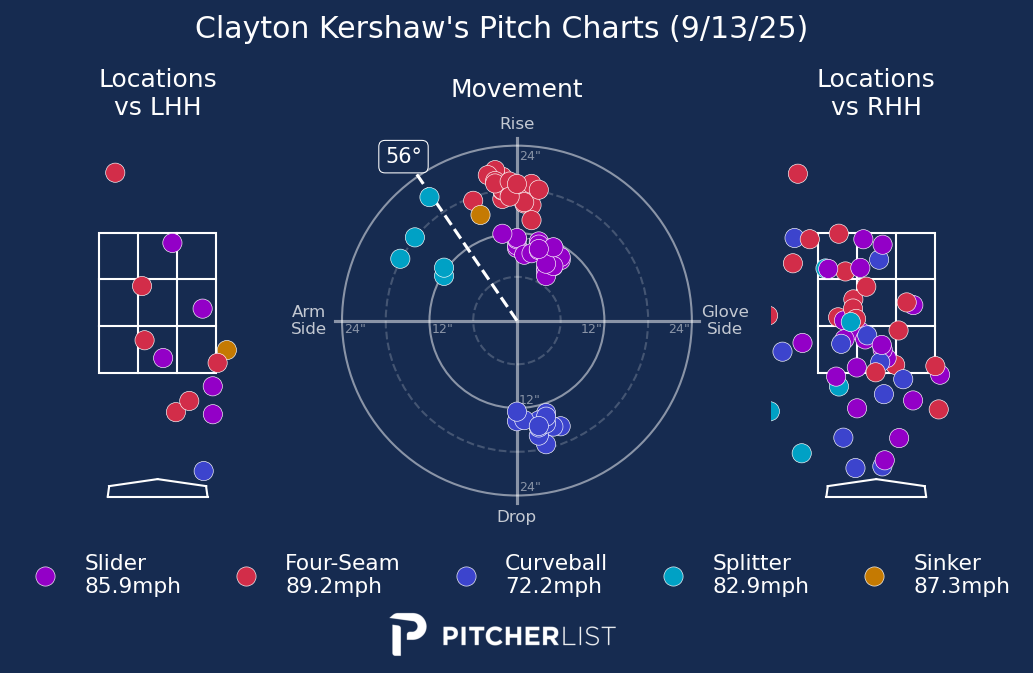 Clayton Kershaw's Pitch Charts (9/13/25)
Locations
vs LHH
Movement
Locations
vs RHH
Rise
24"
56°
Arm
Side
24"
12"
12"
24"
Glove
Side
12"
24"
Drop
Slider
85.9mph
Four-Seam
89.2mph
Curveball
72.2mph
Splitter
82.9mph
Sinker
87.3mph
PITCHERLIST